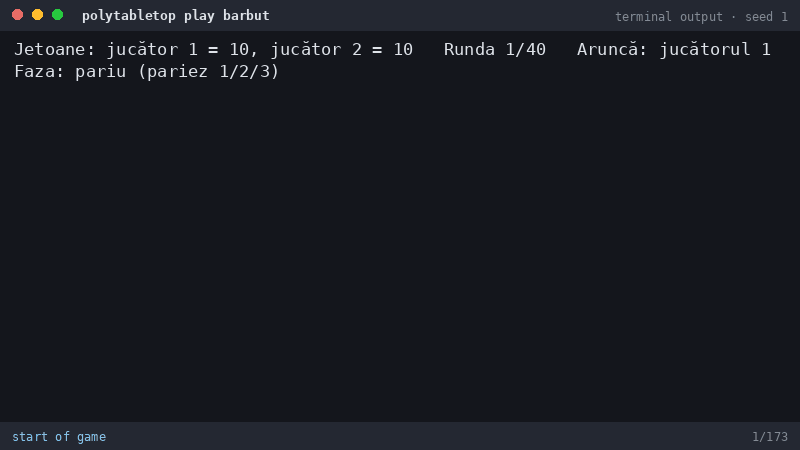 polytabletop play barbut
terminal output · seed 1
Jetoane: jucător 1 = 10, jucător 2 = 10   Runda 1/40   Aruncă: jucătorul 1
Faza: pariu (pariez 1/2/3)
start of game
1/173